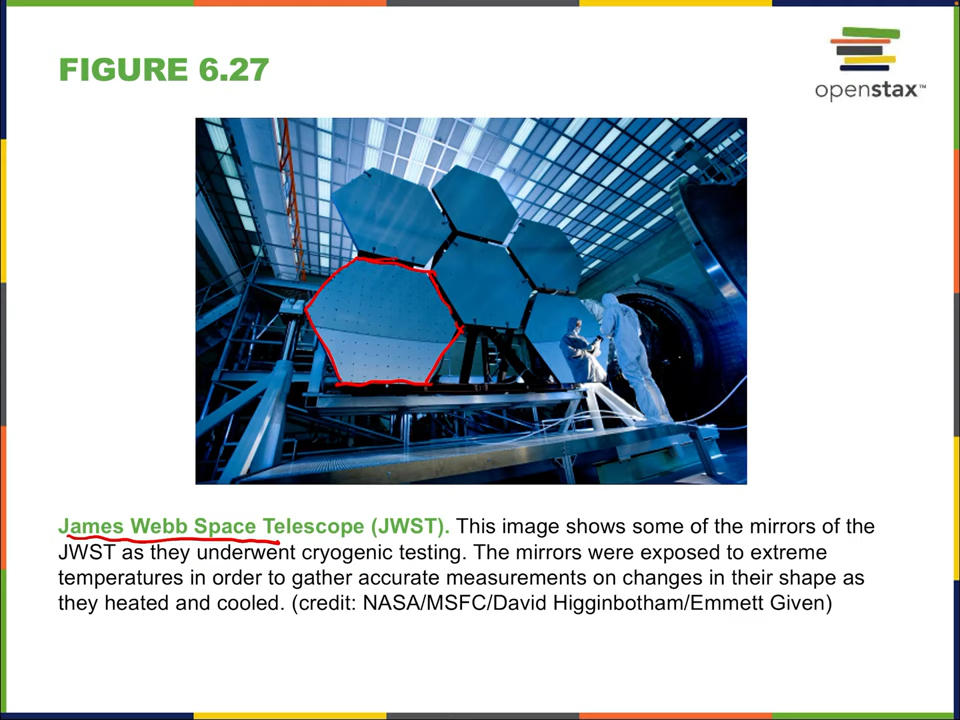 FIGURE 6.27
openstax™
James Webb Space Telescope (JWST). This image shows some of the mirrors of the
JWST as they underwent cryogenic testing. The mirrors were exposed to extreme
temperatures in order to gather accurate measurements on changes in their shape as
they heated and cooled. (credit: NASA/MSFC/David Higginbotham/Emmett Given)